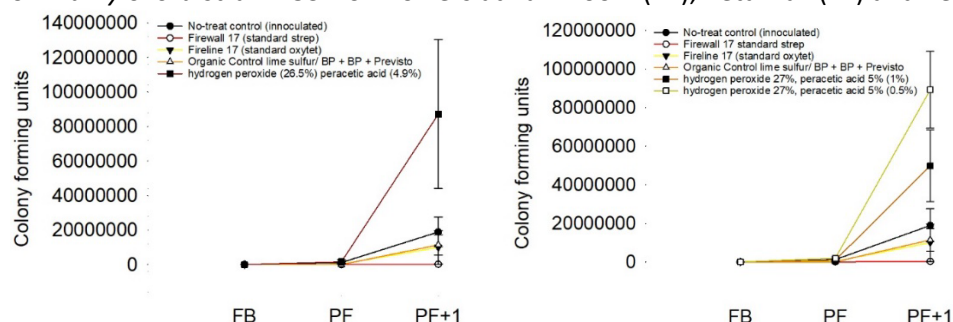 140000000
120000000
100000000
80000000
60000000
40000000
20000000
0
Colony forming units
No-treat control (innoculated)
Firewall 17 (standard strep)
Fireline 17 (standard oxytet)
Organic Control lime sulfur/ BP + BP + Previsto
hydrogen peroxide (26.5%) peracetic acid (4.9%)
FB PF PF+1
120000000
100000000
80000000
60000000
40000000
20000000
0
Colony forming units
No-treat control (innoculated)
Firewall 17 standard strep
Fireline 17 (standard oxytet)
Organic Control lime sulfur/ BP + BP + Previsto
hydrogen peroxide 27%, peracetic acid 5% (1%)
hydrogen peroxide 27%, peracetic acid 5% (0.5%)
FB PF PF+1